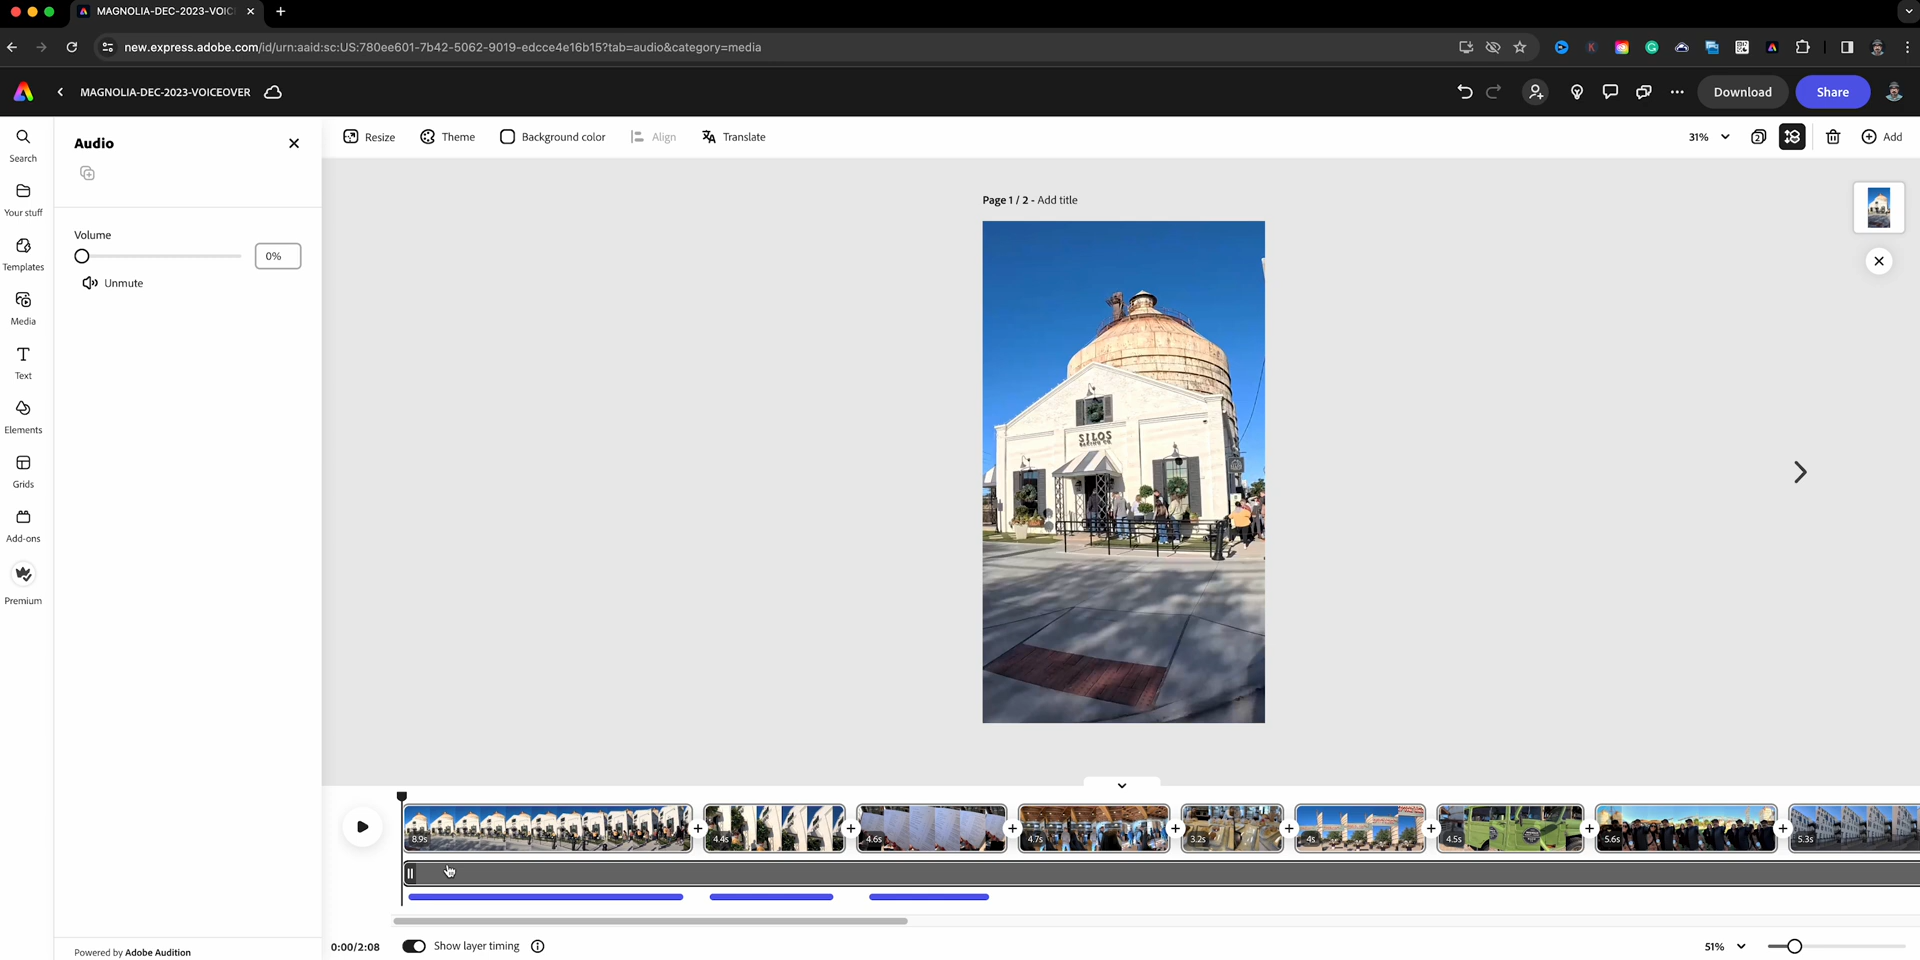 MAGNOLIA-DEC-2023-VOIC
new.express.adobe.com/id/urn:aaid:sc:US:780ee601-7b42-5062-9019-edcce4e16b15?tab=audio&category=media
MAGNOLIA-DEC-2023-VOICEOVER
Download
Share
Search
Your stuff
Templates
Media
Text
Elements
Grids
Add-ons
Premium
Audio
Volume
0%
Unmute
Powered by Adobe Audition
Resize
Theme
Background color
Align
Translate
31%
2
Add
Page 1 / 2 - Add title
SILOS
BAKING CO.
8.9s
4.4s
4.6s
4.7s
3.2s
4s
4.5s
5.6s
5.3s
0:00/2:08
Show layer timing
51%